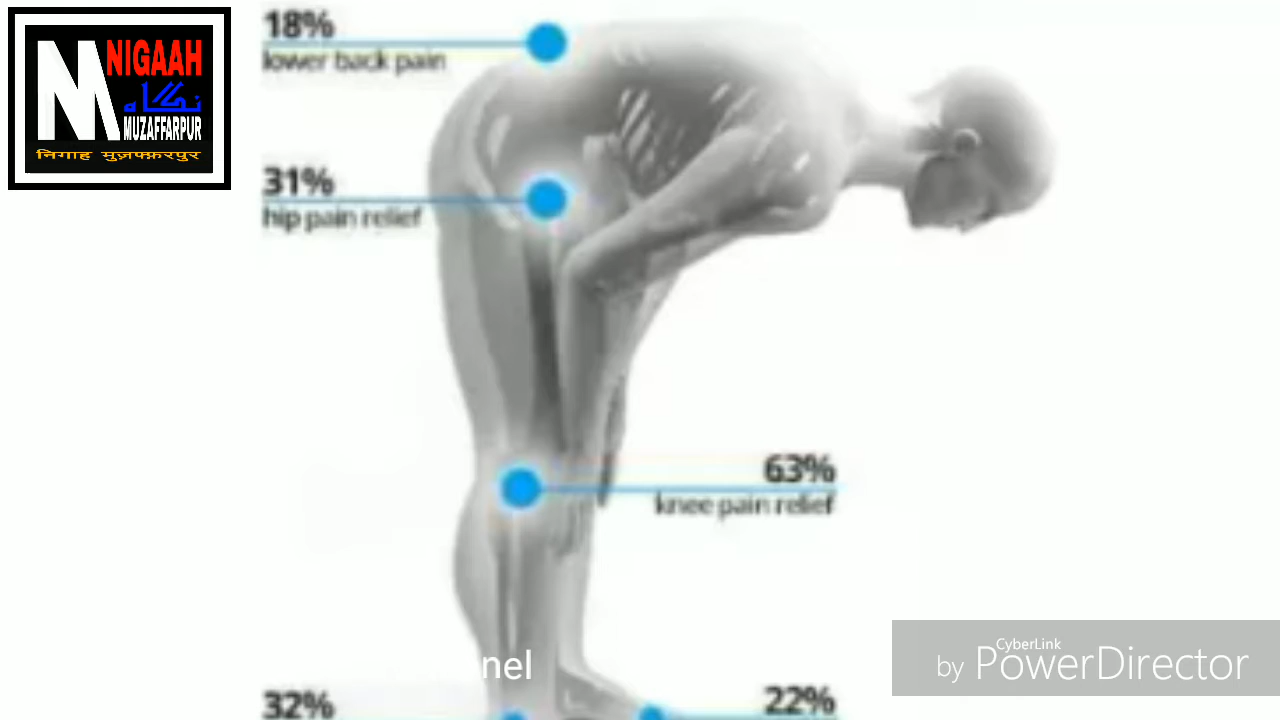 NIGAAH
نگاہ
M MUZAFFARPUR
निगाह मुज़फ्फ़रपुर
18%
lower back pain
31%
hip pain relief
63%
knee pain relief
nel
32%
22%
CyberLink
by PowerDirector